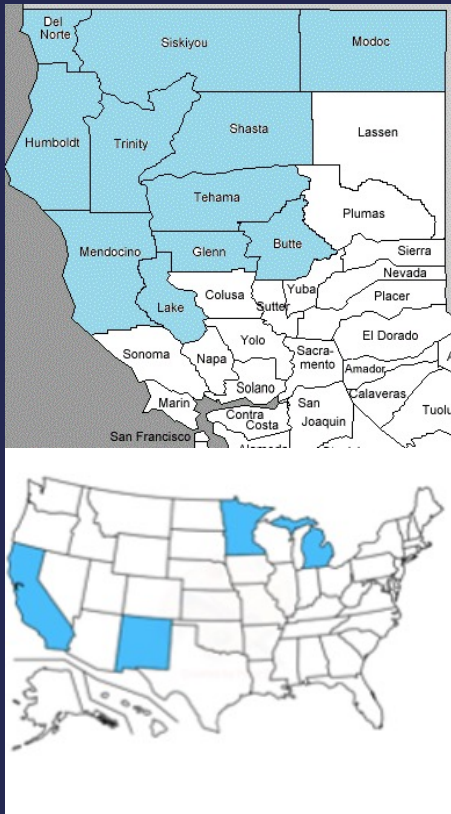 Del
Norte
Siskiyou
Modoc
Humboldt
Trinity
Shasta
Lassen
Tehama
Plumas
Mendocino
Glenn
Butte
Sierra
Nevada
Lake
Colusa
Sutter
Yuba
Placer
Sonoma
Napa
Yolo
Sacra-
mento
El Dorado
Amador
Solano
Calaveras
Marin
Contra
Costa
San
Joaquin
San Francisco